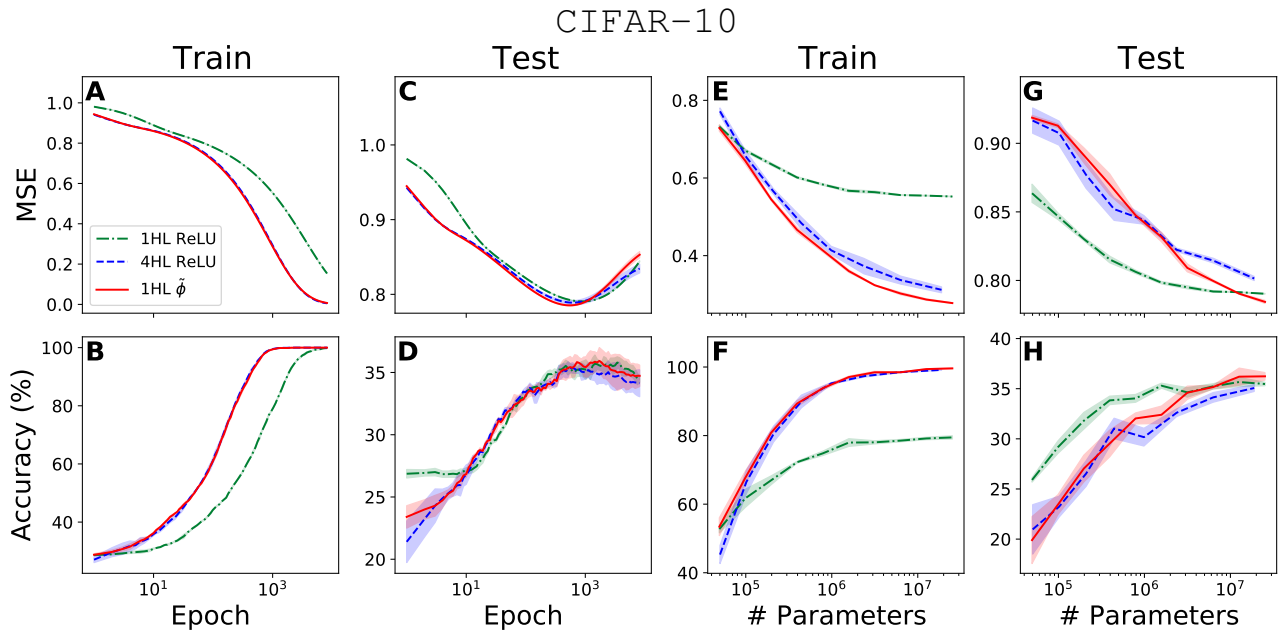 CIFAR-10
Train
Test
Train
Test
A
C
E
G
MSE
1.0
0.8
0.6
0.4
0.2
0.0
1HL ReLU
4HL ReLU
1HL ϕ̃
1.0
0.9
0.8
0.8
0.6
0.4
0.90
0.85
0.80
B
D
F
H
Accuracy (%)
100
80
60
40
10¹
10³
Epoch
35
30
25
20
10¹
10³
Epoch
100
80
60
40
10⁵
10⁶
10⁷
# Parameters
40
35
30
25
20
10⁵
10⁶
10⁷
# Parameters